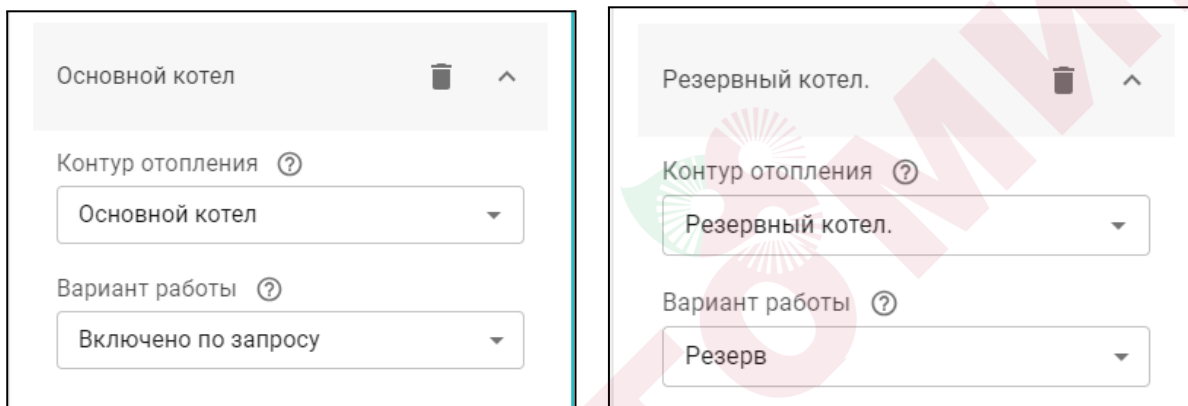 Основной котел
Контур отопления
Основной котел
Вариант работы
Включено по запросу
Резервный котел.
Контур отопления
Резервный котел.
Вариант работы
Резерв